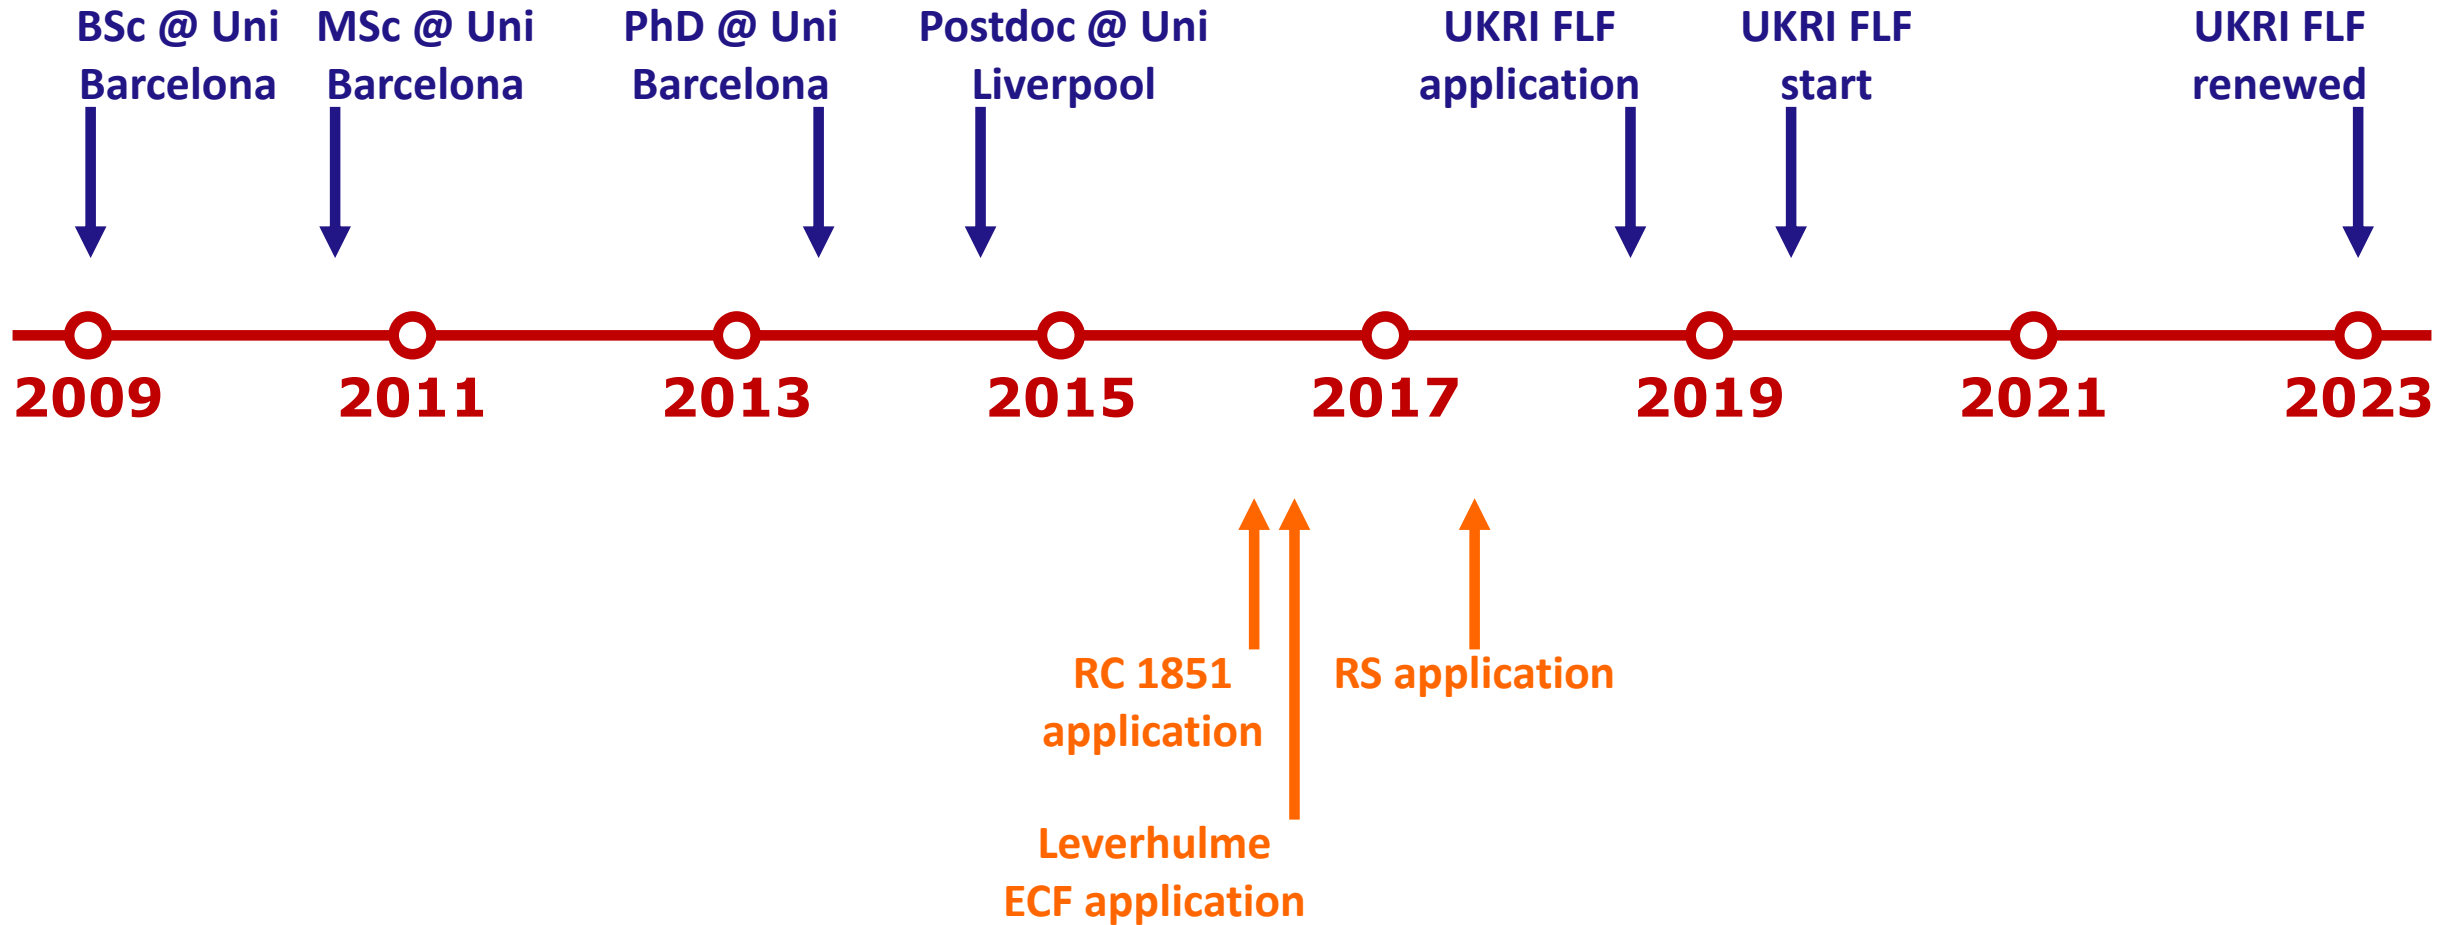 BSc @ Uni
Barcelona
MSc @ Uni
Barcelona
PhD @ Uni
Barcelona
Postdoc @ Uni
Liverpool
UKRI FLF
application
UKRI FLF
start
UKRI FLF
renewed
2009
2011
2013
2015
2017
2019
2021
2023
RC 1851
application
RS application
Leverhulme
ECF application